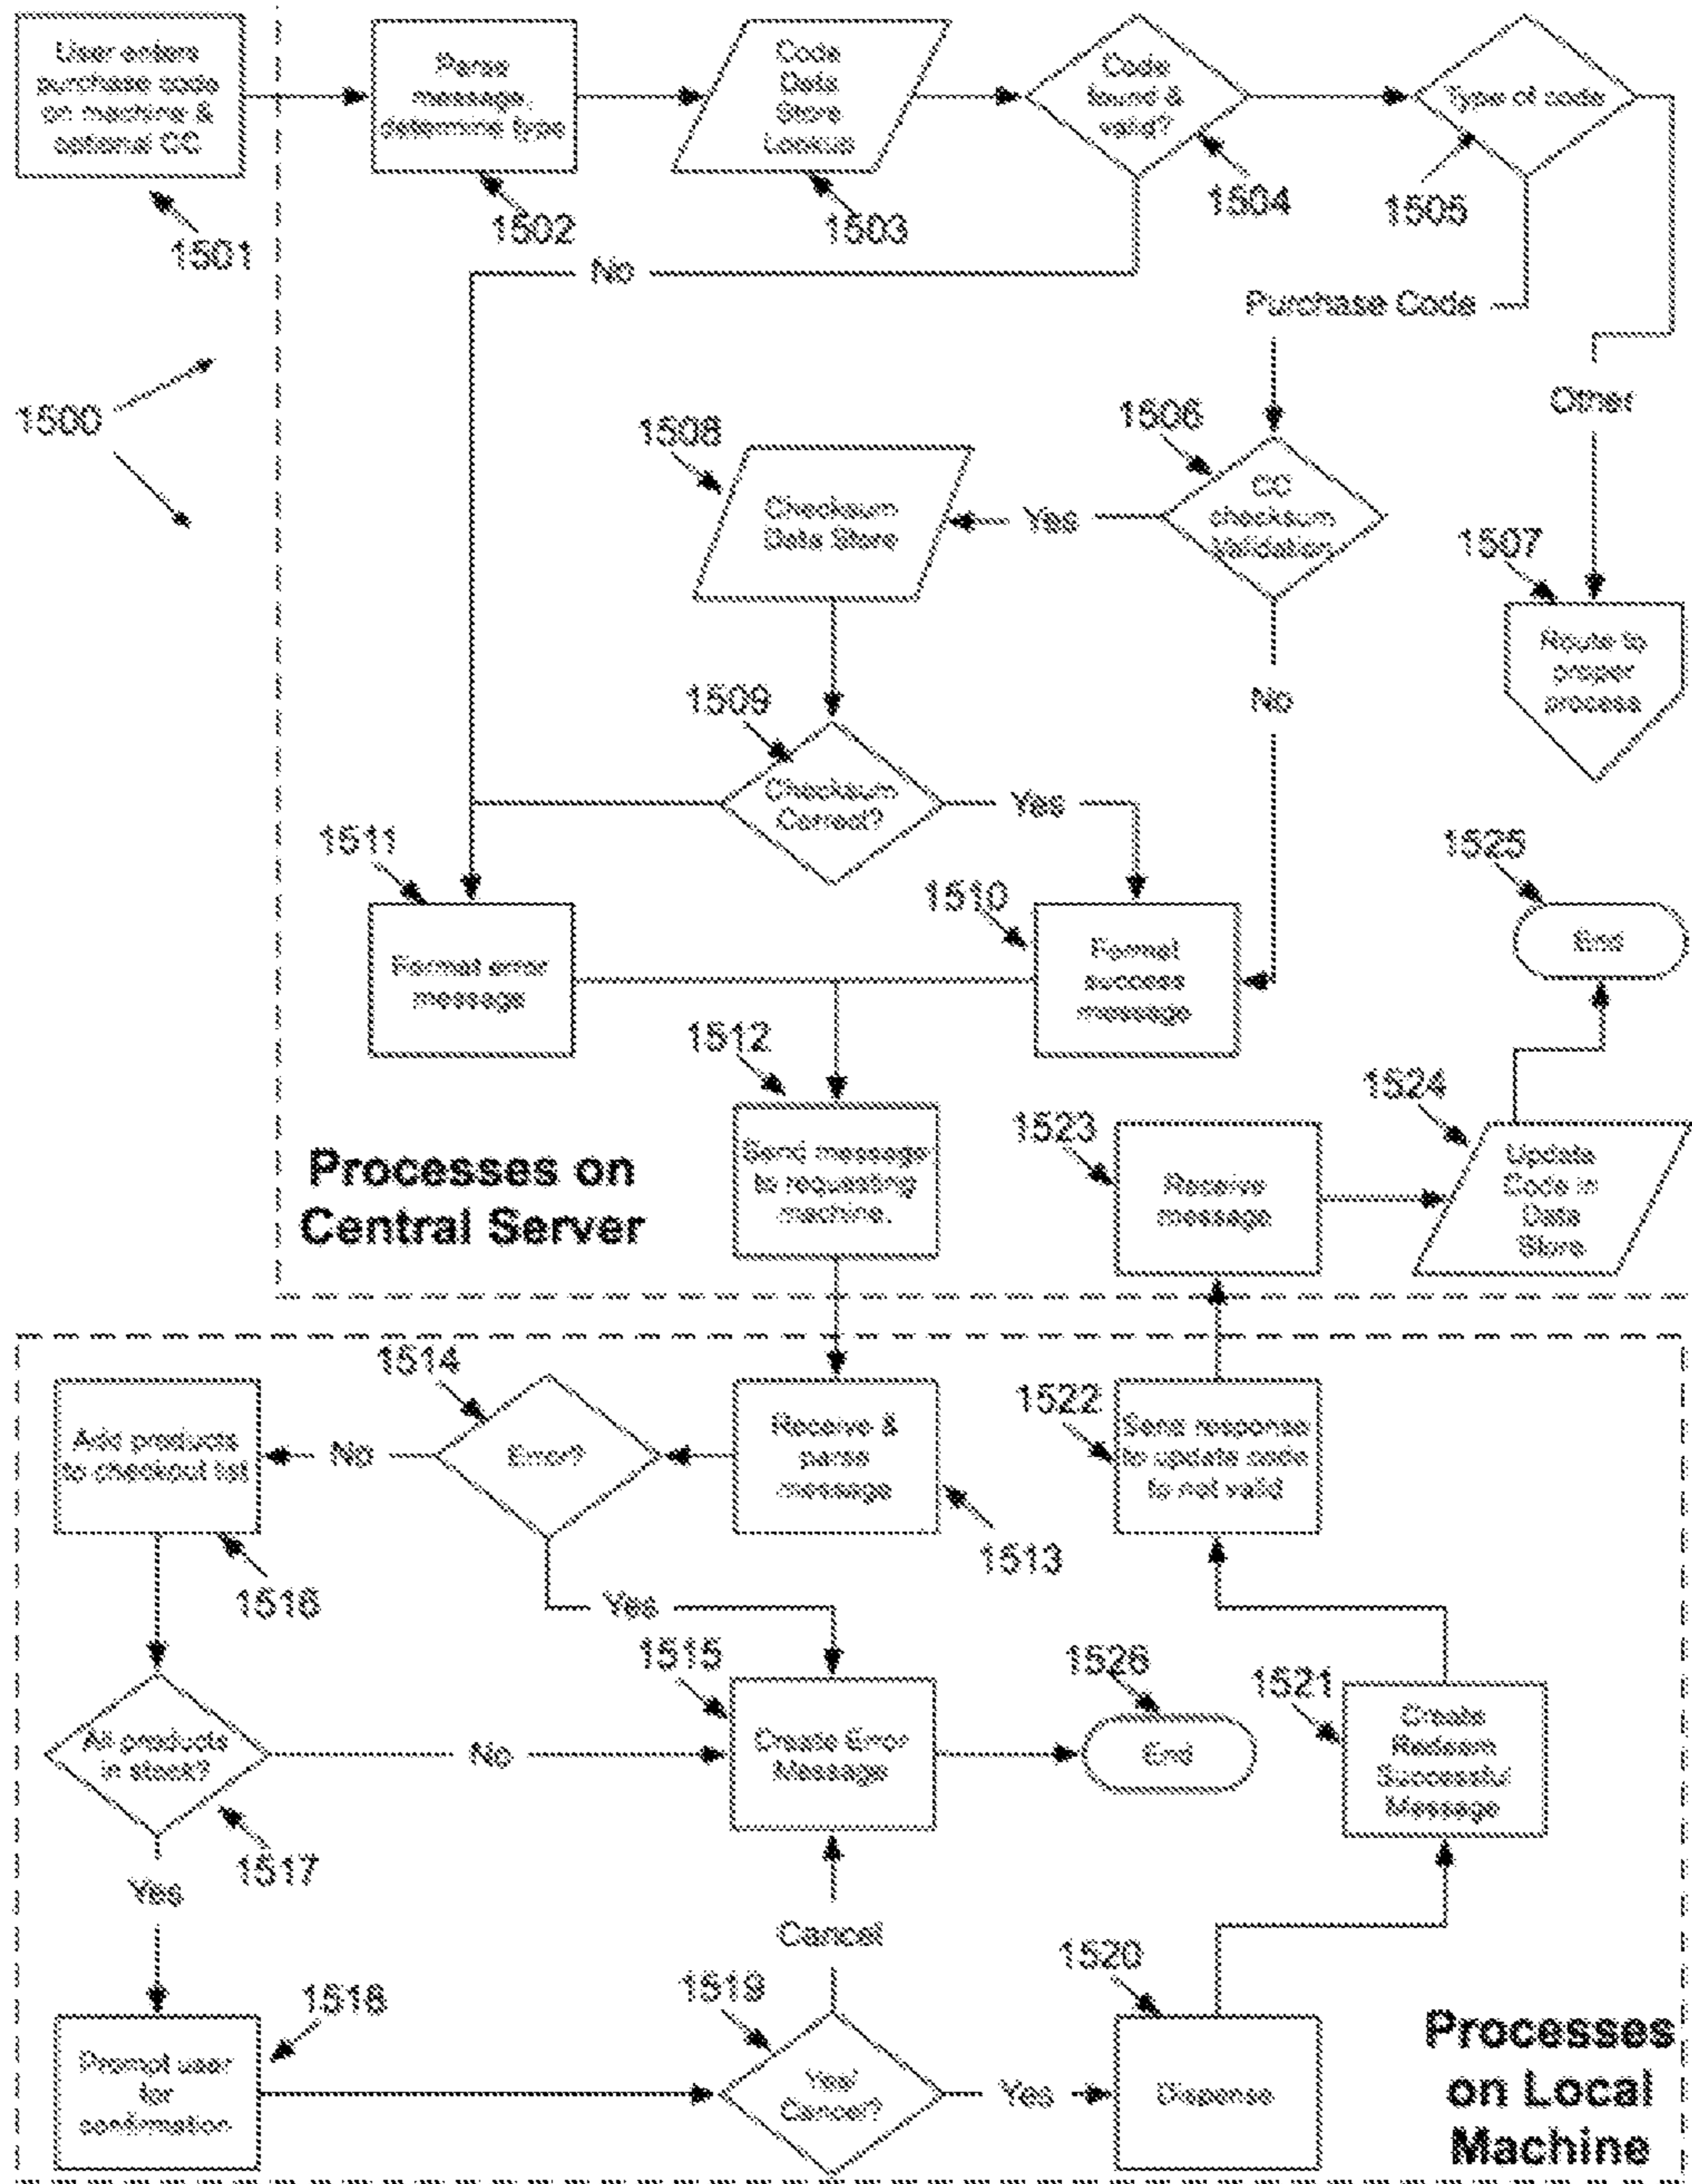 User enters
purchase code
on machine &
optional CC
1501
Parse
message,
determine type
1502
Code
Data
Store
Lookup
1503
Code
found &
valid?
1504
Type of code
1505
No
Purchase Code
Other
1500
1506
CC
checksum
validation
1507
Route to
proper
process
1508
Checksum
Data Store
Yes
No
1509
Checksum
Correct?
Yes
1511
Format error
message
1510
Format
success
message
1525
End
1512
Send message
to requesting
machine.
1523
Receive
message
1524
Update
Code in
Data
Store
Processes on
Central Server
1514
Error?
No
Add products
to checkout list
1516
Receive &
parse
message
1513
1522
Send response
to update code
to not valid
Yes
1515
Create Error
Message
1526
End
1521
Create
Redeem
Successful
Message
All products
in stock?
No
1517
Yes
Cancel
1518
Prompt user
for
confirmation
1519
Yes/
Cancel?
Yes
1520
Dispense
Processes
on Local
Machine